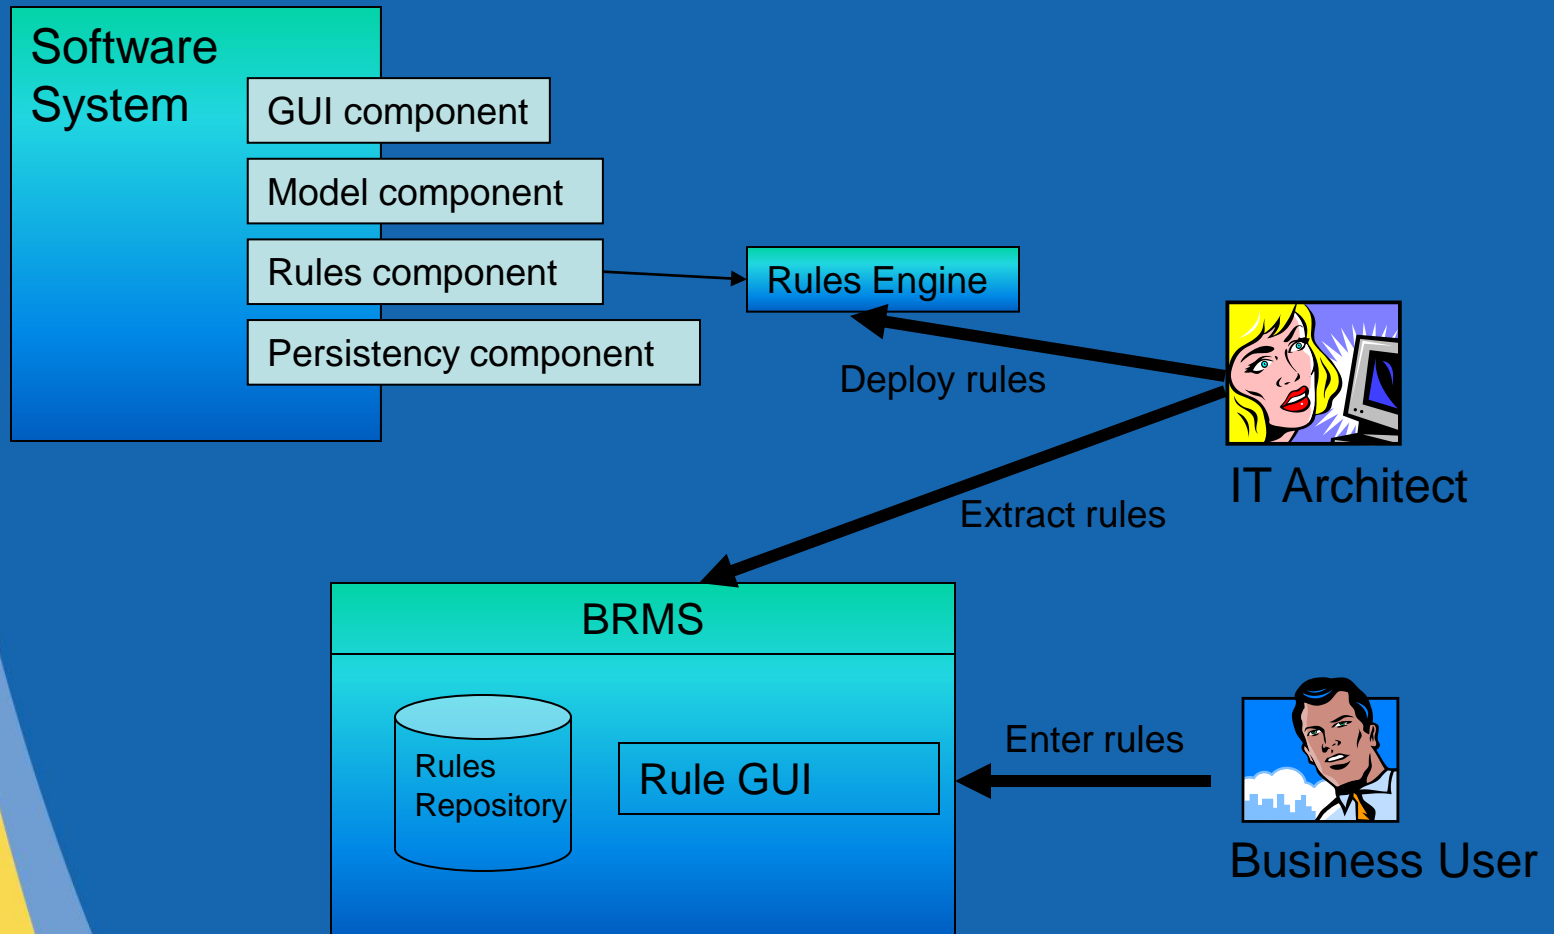 Software
System
GUI component
Model component
Rules component
Persistency component
Rules Engine
Deploy rules
IT Architect
Extract rules
BRMS
Rules
Repository
Rule GUI
Enter rules
Business User